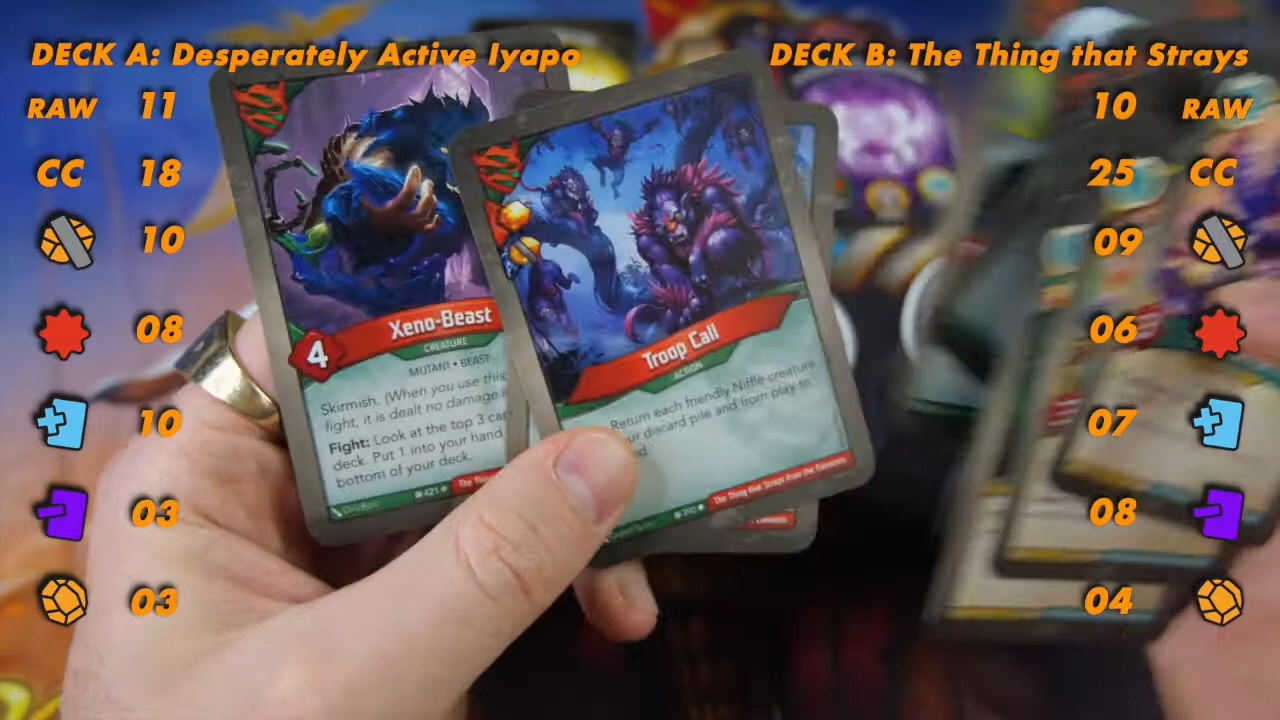 DECK A: Desperately Active Iyapo
RAW 11
CC 18
10
08
10
03
03
DECK B: The Thing that Strays
10 RAW
25 CC
09
06
07
08
04
4
Xeno-Beast
CREATURE
MUTANT • BEAST
Skirmish. (When you use this
fight, it is dealt no damage
Fight: Look at the top 3
deck. Put 1 into your hand
bottom of your deck.
421
Troop Call
ACTION
Return each friendly Niffle creature
discard pile and from play to
The Thing that Strays from the Elements